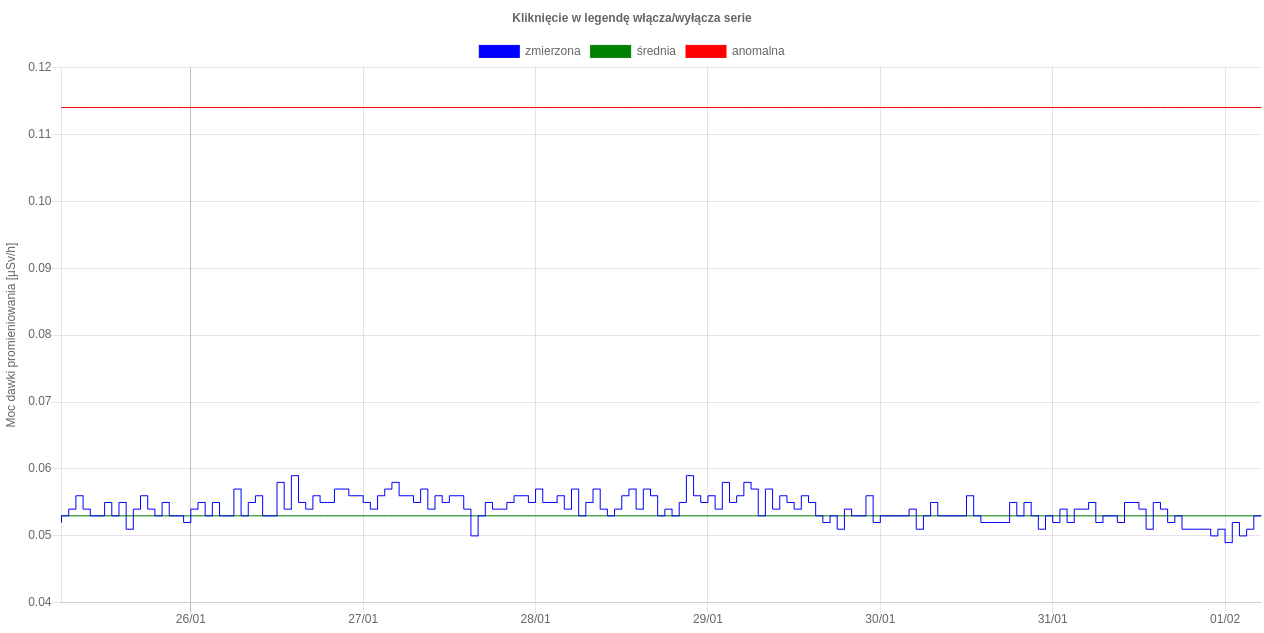 Kliknięcie w legendę włącza/wyłącza serie
zmierzona średnia anomalna
Moc dawki promieniowania [µSv/h]
0.12
0.11
0.10
0.09
0.08
0.07
0.06
0.05
0.04
26/01 27/01 28/01 29/01 30/01 31/01 01/02